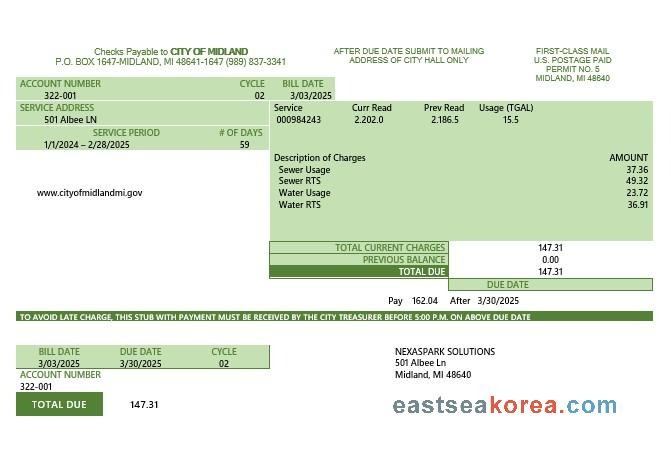 Checks Payable to CITY OF MIDLAND
P.O. BOX 1647-MIDLAND, MI 48641-1647 (989) 837-3341
AFTER DUE DATE SUBMIT TO MAILING
ADDRESS OF CITY HALL ONLY
FIRST-CLASS MAIL
U.S. POSTAGE PAID
PERMIT NO. 5
MIDLAND, MI 48640
ACCOUNT NUMBER CYCLE BILL DATE
322-001 02 3/03/2025
SERVICE ADDRESS
501 Albee LN
SERVICE PERIOD # OF DAYS
1/1/2024 – 2/28/2025 59
www.cityofmidlandmi.gov
Service Curr Read Prev Read Usage (TGAL)
000984243 2.202.0 2.186.5 15.5
Description of Charges AMOUNT
Sewer Usage 37.36
Sewer RTS 49.32
Water Usage 23.72
Water RTS 36.91
TOTAL CURRENT CHARGES 147.31
PREVIOUS BALANCE 0.00
TOTAL DUE 147.31
DUE DATE
Pay 162.04 After 3/30/2025
TO AVOID LATE CHARGE, THIS STUB WITH PAYMENT MUST BE RECEIVED BY THE CITY TREASURER BEFORE 5:00 P.M. ON ABOVE DUE DATE
BILL DATE DUE DATE CYCLE
3/03/2025 3/30/2025 02
ACCOUNT NUMBER
322-001
TOTAL DUE 147.31
NEXASPARK SOLUTIONS
501 Albee Ln
Midland, MI 48640
eastseakorea.com